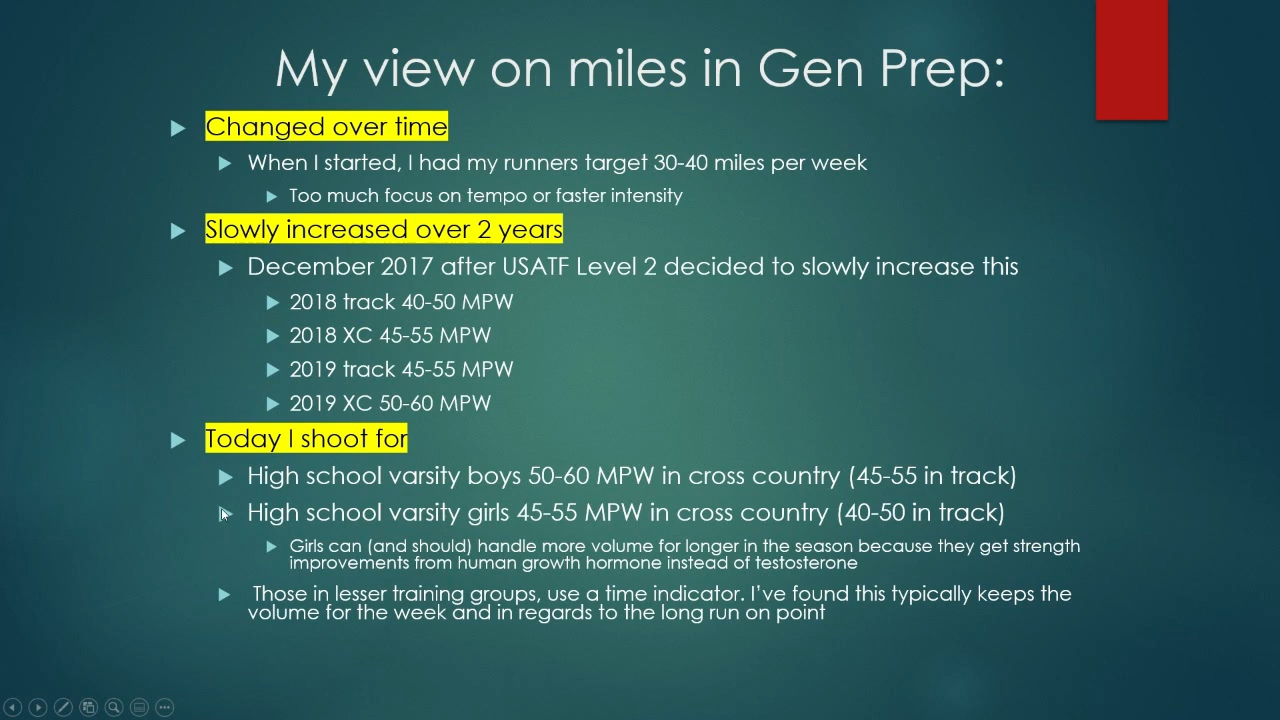 My view on miles in Gen Prep:
Changed over time
When I started, I had my runners target 30-40 miles per week
Too much focus on tempo or faster intensity
Slowly increased over 2 years
December 2017 after USATF Level 2 decided to slowly increase this
2018 track 40-50 MPW
2018 XC 45-55 MPW
2019 track 45-55 MPW
2019 XC 50-60 MPW
Today I shoot for
High school varsity boys 50-60 MPW in cross country (45-55 in track)
High school varsity girls 45-55 MPW in cross country (40-50 in track)
Girls can (and should) handle more volume for longer in the season because they get strength
improvements from human growth hormone instead of testosterone
Those in lesser training groups, use a time indicator. I've found this typically keeps the
volume for the week and in regards to the long run on point